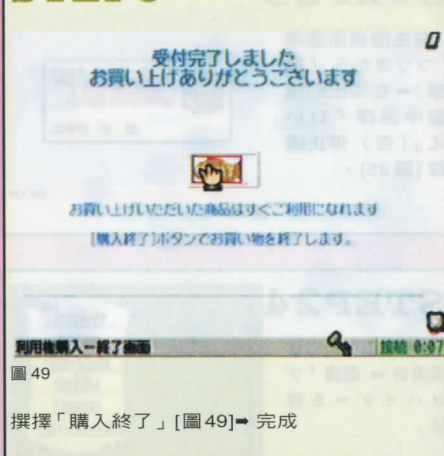 受付完了しました
お買い上げありがとうございます
お買い上げいただいた商品はすぐご利用になれます
[購入終了]ボタンでお買い物を終了します。
利用権購入－終了画面
接続 0:07
圖 49
撰擇「購入終了」[圖49]➡ 完成